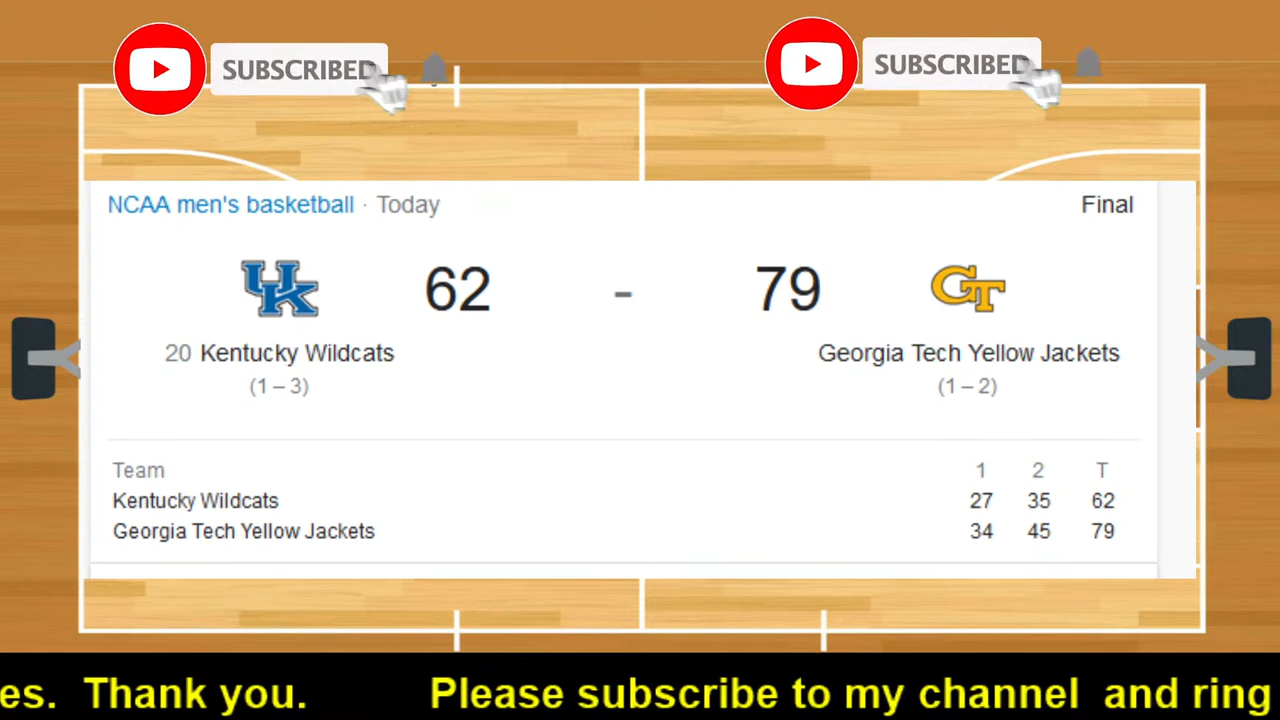 SUBSCRIBED SUBSCRIBED
NCAA men's basketball · Today Final
UK 62 - 79 GT
20 Kentucky Wildcats Georgia Tech Yellow Jackets
(1 – 3) (1 – 2)
Team 1 2 T
Kentucky Wildcats 27 35 62
Georgia Tech Yellow Jackets 34 45 79
es. Thank you. Please subscribe to my channel and ring